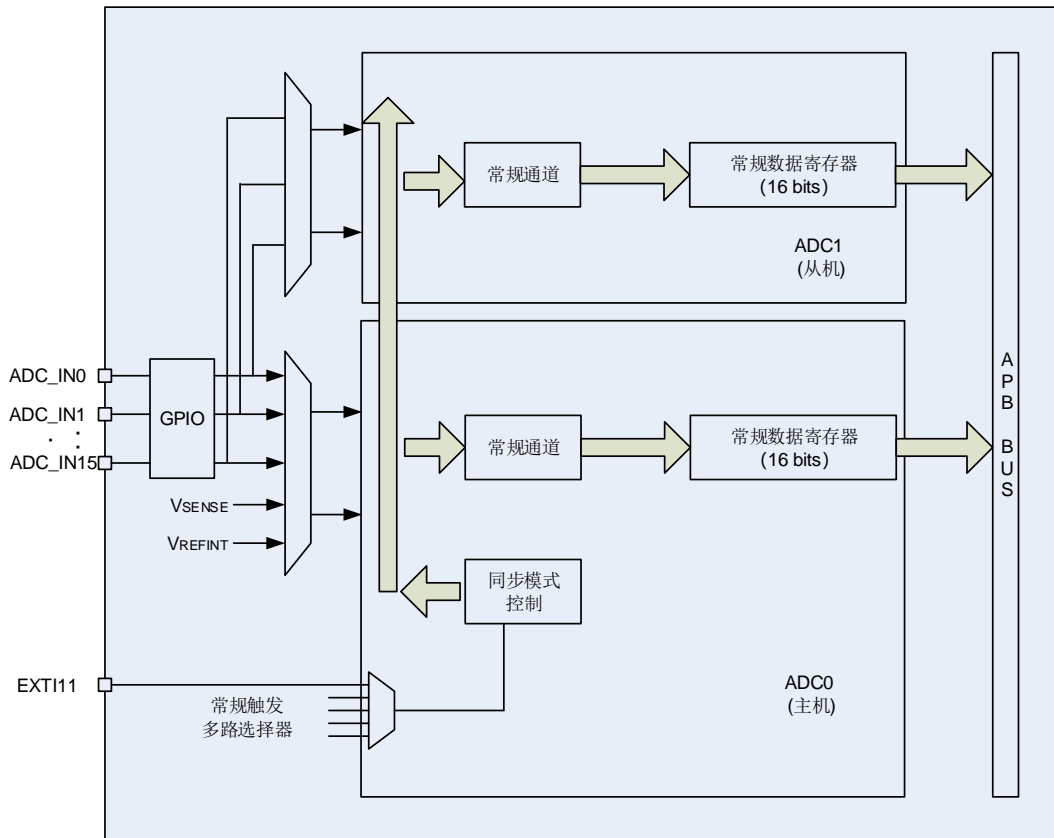 常规通道
常规数据寄存器
(16 bits)
ADC1
(从机)
ADC_IN0
ADC_IN1
. :
ADC_IN15
GPIO
VSENSE
VREFINT
常规通道
常规数据寄存器
(16 bits)
同步模式
控制
EXTI11
常规触发
多路选择器
ADC0
(主机)
APB BUS